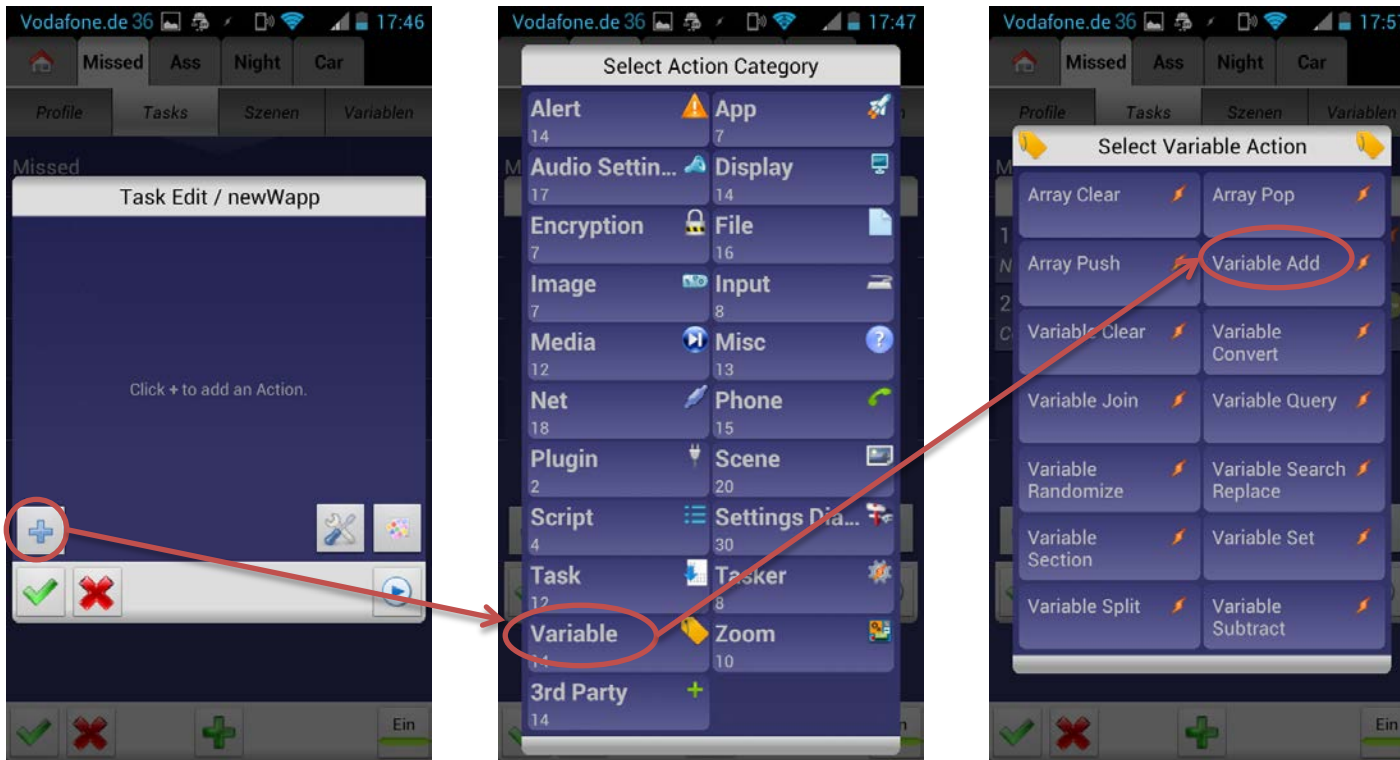 Vodafone.de 36 17:46
Missed Ass Night Car
Profile Tasks Szenen Variablen
Missed
Task Edit / newWapp
Click + to add an Action.
Ein
Vodafone.de 36 17:47
Select Action Category
Alert App
14 7
Audio Settin... Display
17 14
Encryption File
7 16
Image Input
7 8
Media Misc
12 13
Net Phone
18 15
Plugin Scene
2 20
Script Settings Dia...
4 30
Task Tasker
12 8
Variable Zoom
14 10
3rd Party
14
Vodafone.de 36 17:5
Missed Ass Night Car
Profile Tasks Szenen Variablen
Select Variable Action
Array Clear Array Pop
1
N
Array Push Variable Add
2
C
Variable Clear Variable
Convert
Variable Join Variable Query
Variable Variable Search
Randomize Replace
Variable Variable Set
Section
Variable Split Variable
Subtract
Ein